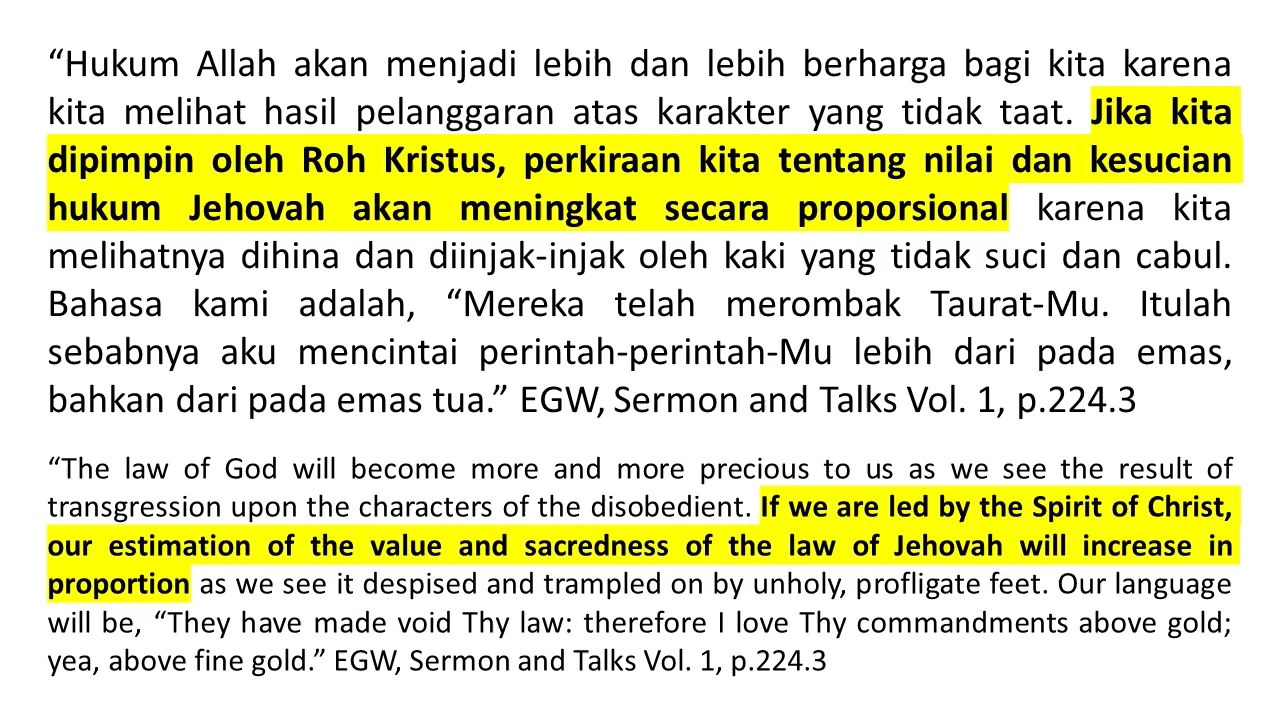 “Hukum Allah akan menjadi lebih dan lebih berharga bagi kita karena
kita melihat hasil pelanggaran atas karakter yang tidak taat. Jika kita
dipimpin oleh Roh Kristus, perkiraan kita tentang nilai dan kesucian
hukum Jehovah akan meningkat secara proporsional karena kita
melihatnya dihina dan diinjak-injak oleh kaki yang tidak suci dan cabul.
Bahasa kami adalah, “Mereka telah merombak Taurat-Mu. Itulah
sebabnya aku mencintai perintah-perintah-Mu lebih dari pada emas,
bahkan dari pada emas tua.” EGW, Sermon and Talks Vol. 1, p.224.3
“The law of God will become more and more precious to us as we see the result of
transgression upon the characters of the disobedient. If we are led by the Spirit of Christ,
our estimation of the value and sacredness of the law of Jehovah will increase in
proportion as we see it despised and trampled on by unholy, profligate feet. Our language
will be, “They have made void Thy law: therefore I love Thy commandments above gold;
yea, above fine gold.” EGW, Sermon and Talks Vol. 1, p.224.3